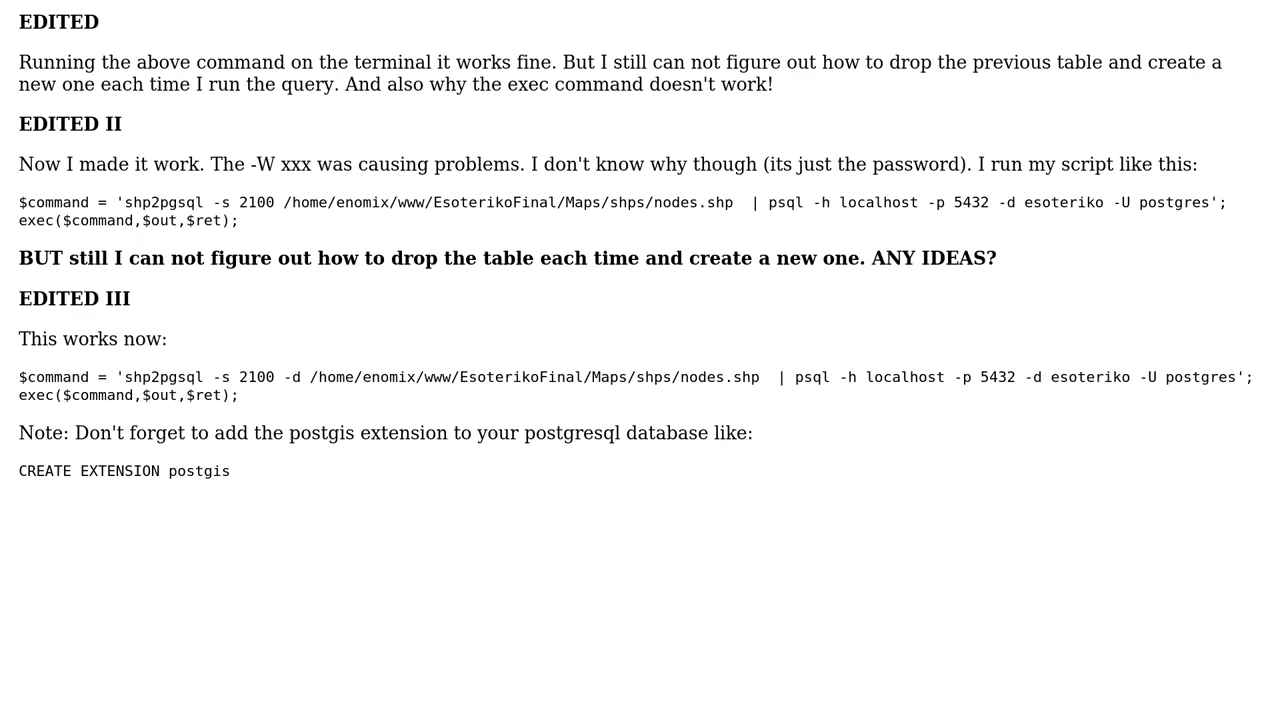 EDITED
Running the above command on the terminal it works fine. But I still can not figure out how to drop the previous table and create a
new one each time I run the query. And also why the exec command doesn't work!
EDITED II
Now I made it work. The -W xxx was causing problems. I don't know why though (its just the password). I run my script like this:
$command = 'shp2pgsql -s 2100 /home/enomix/www/EsoterikoFinal/Maps/shps/nodes.shp  | psql -h localhost -p 5432 -d esoteriko -U postgres';
exec($command,$out,$ret);
BUT still I can not figure out how to drop the table each time and create a new one. ANY IDEAS?
EDITED III
This works now:
$command = 'shp2pgsql -s 2100 -d /home/enomix/www/EsoterikoFinal/Maps/shps/nodes.shp  | psql -h localhost -p 5432 -d esoteriko -U postgres';
exec($command,$out,$ret);
Note: Don't forget to add the postgis extension to your postgresql database like:
CREATE EXTENSION postgis